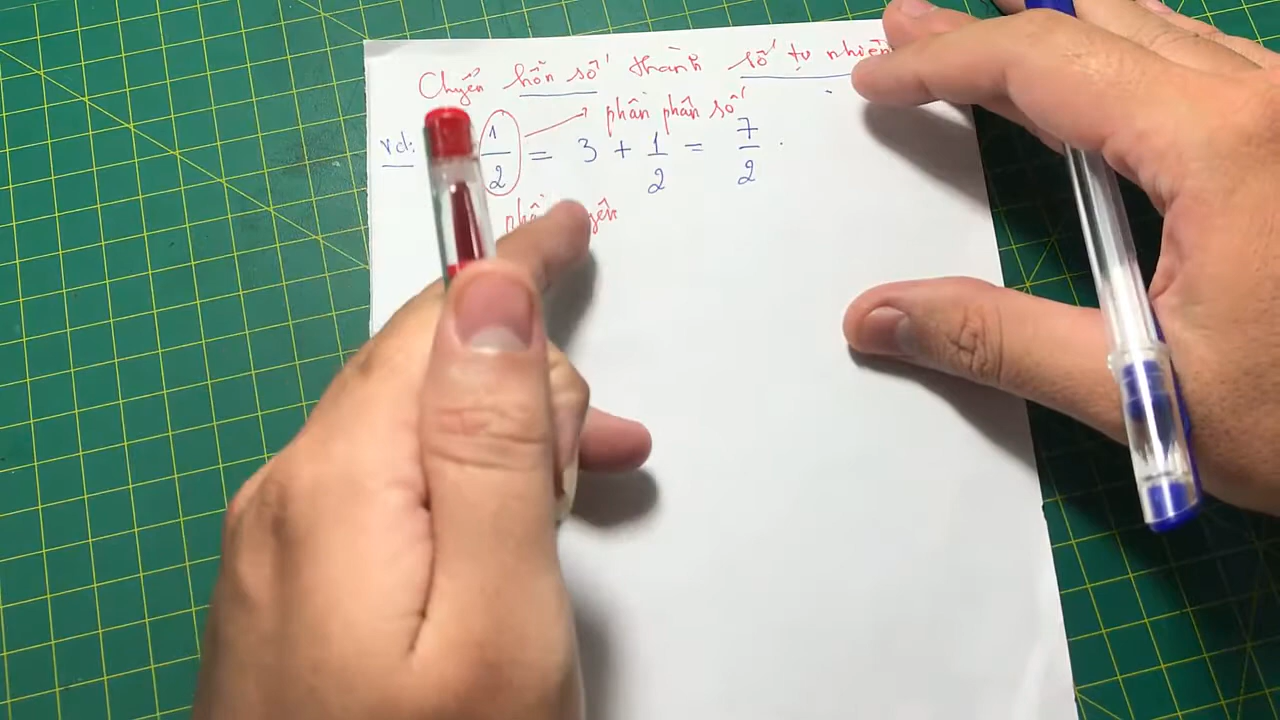 Chuyển hỗn số thành số tự nhiên
phần phân số
vd: 1/2 = 3 + 1/2 = 7/2 .